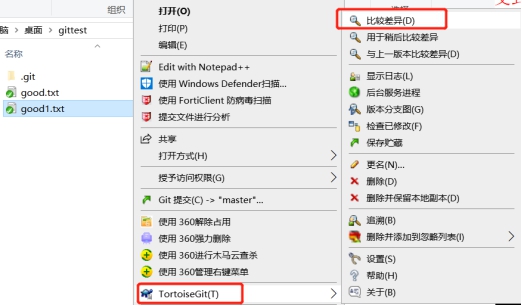 组织
脑 > 桌面 > gittest
名称
.git
good.txt
good1.txt
打开(O)
打印(P)
编辑(E)
Edit with Notepad++
使用 Windows Defender扫描...
使用 FortiClient 防病毒扫描
提交文件进行分析
共享
打开方式(H)
授予访问权限(G)
Git 提交(C) -> "master"...
使用 360解除占用
使用 360强力删除
使用 360进行木马云查杀
使用 360管理右键菜单
TortoiseGit(T)
比较差异(D)
用于稍后比较差异
与上一版本比较差异(D)
显示日志(L)
后台服务进程
版本分支图(G)
检查已修改(F)
保存贮藏
更名(N)...
删除(D)
删除并保留本地副本(D)
追溯(B)
删除并添加到忽略列表(I)
设置(S)
帮助(H)
关于(B)